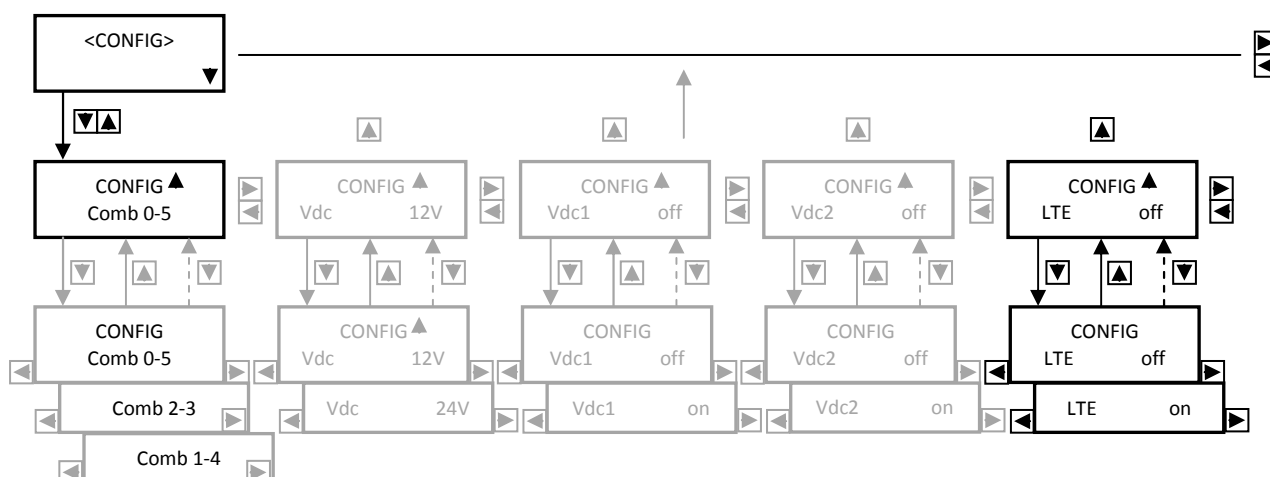 <CONFIG>
CONFIG
Comb 0-5
CONFIG
Vdc 12V
CONFIG
Vdc1 off
CONFIG
Vdc2 off
CONFIG
LTE off
CONFIG
Comb 0-5
CONFIG
Vdc 12V
CONFIG
Vdc1 off
CONFIG
Vdc2 off
CONFIG
LTE off
Comb 2-3
Vdc 24V
Vdc1 on
Vdc2 on
LTE on
Comb 1-4